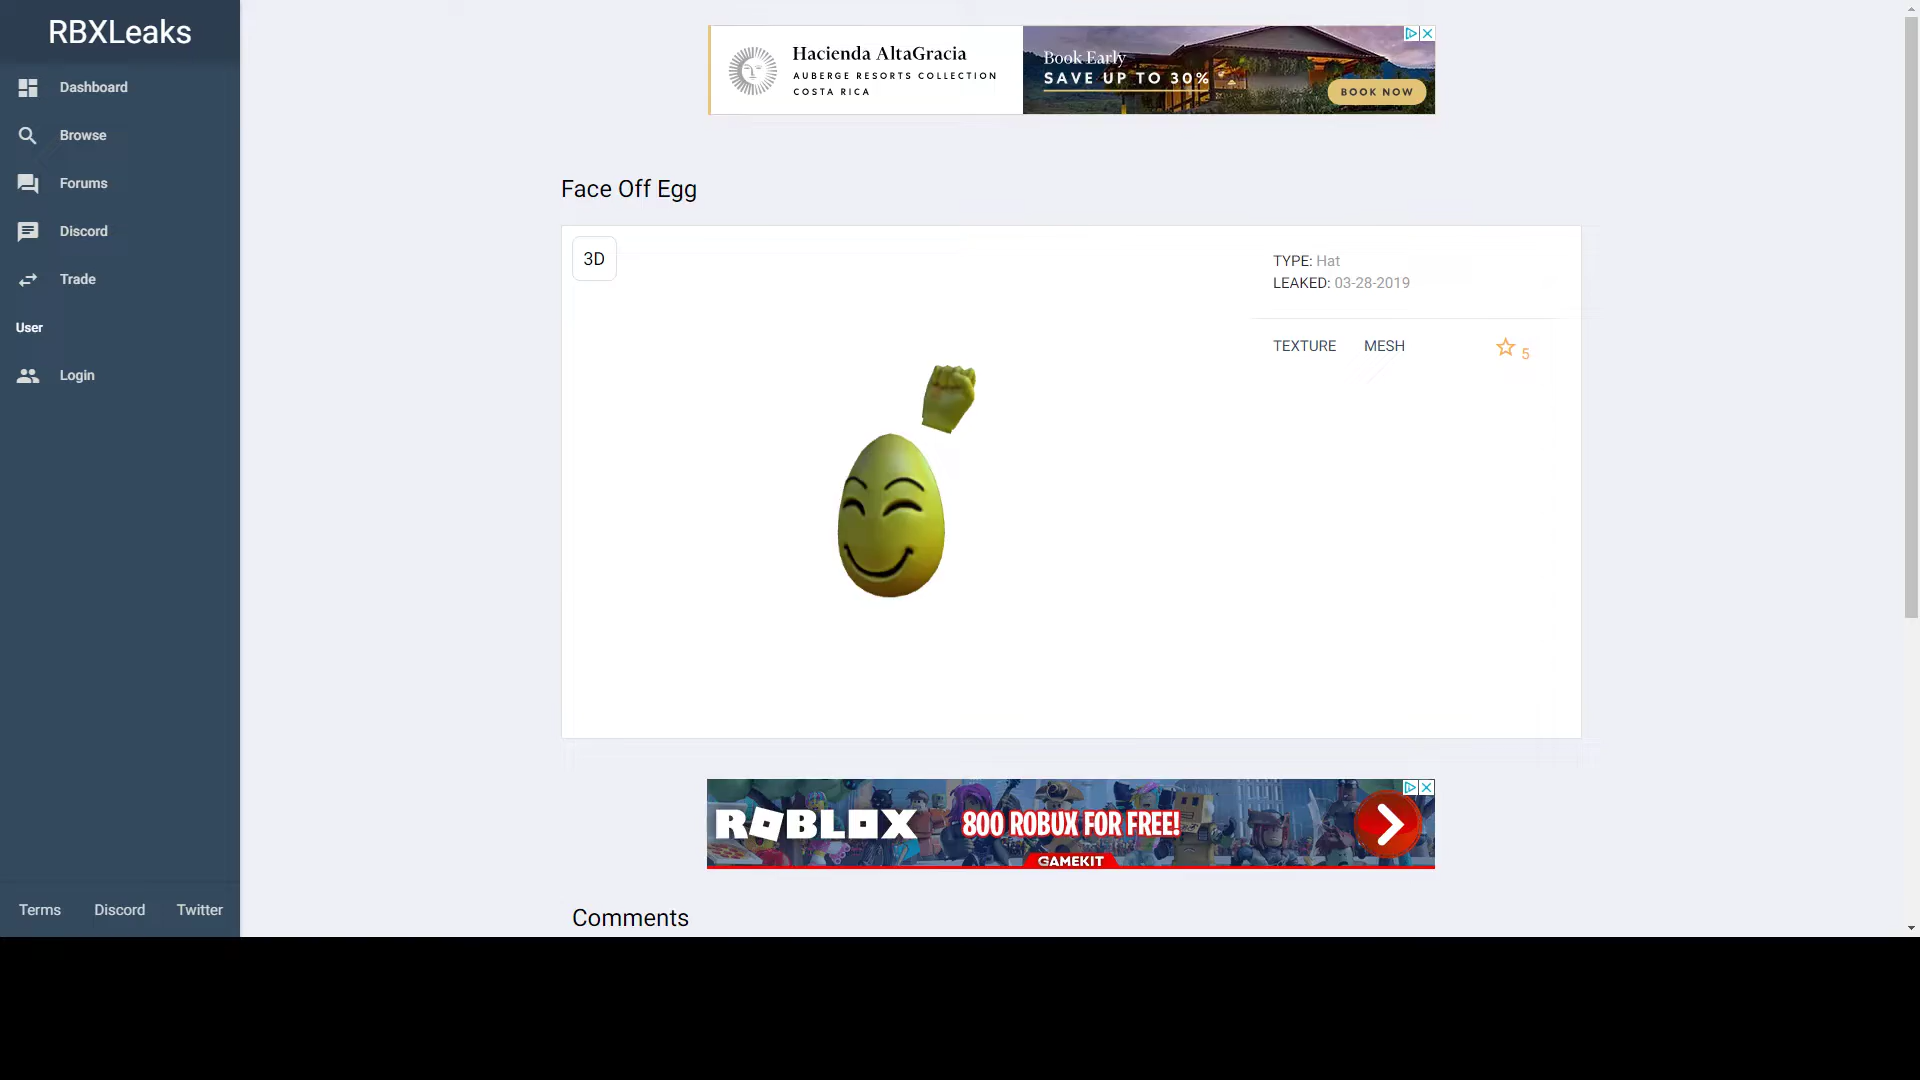 RBXLeaks
Dashboard
Browse
Forums
Discord
Trade
User
Login
Terms Discord Twitter
Hacienda AltaGracia
AUBERGE RESORTS COLLECTION
COSTA RICA
Book Early
SAVE UP TO 30%
BOOK NOW
Face Off Egg
3D
TYPE: Hat
LEAKED: 03-28-2019
TEXTURE MESH 5
ROBLOX 800 ROBUX FOR FREE!
GAMEKIT
Comments